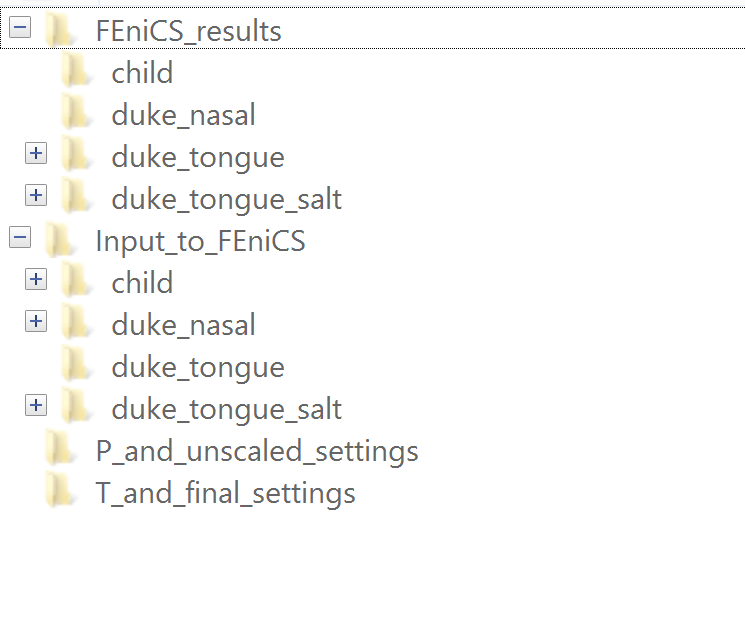 FEniCS_results
child
duke_nasal
duke_tongue
duke_tongue_salt
Input_to_FEniCS
child
duke_nasal
duke_tongue
duke_tongue_salt
P_and_unscaled_settings
T_and_final_settings